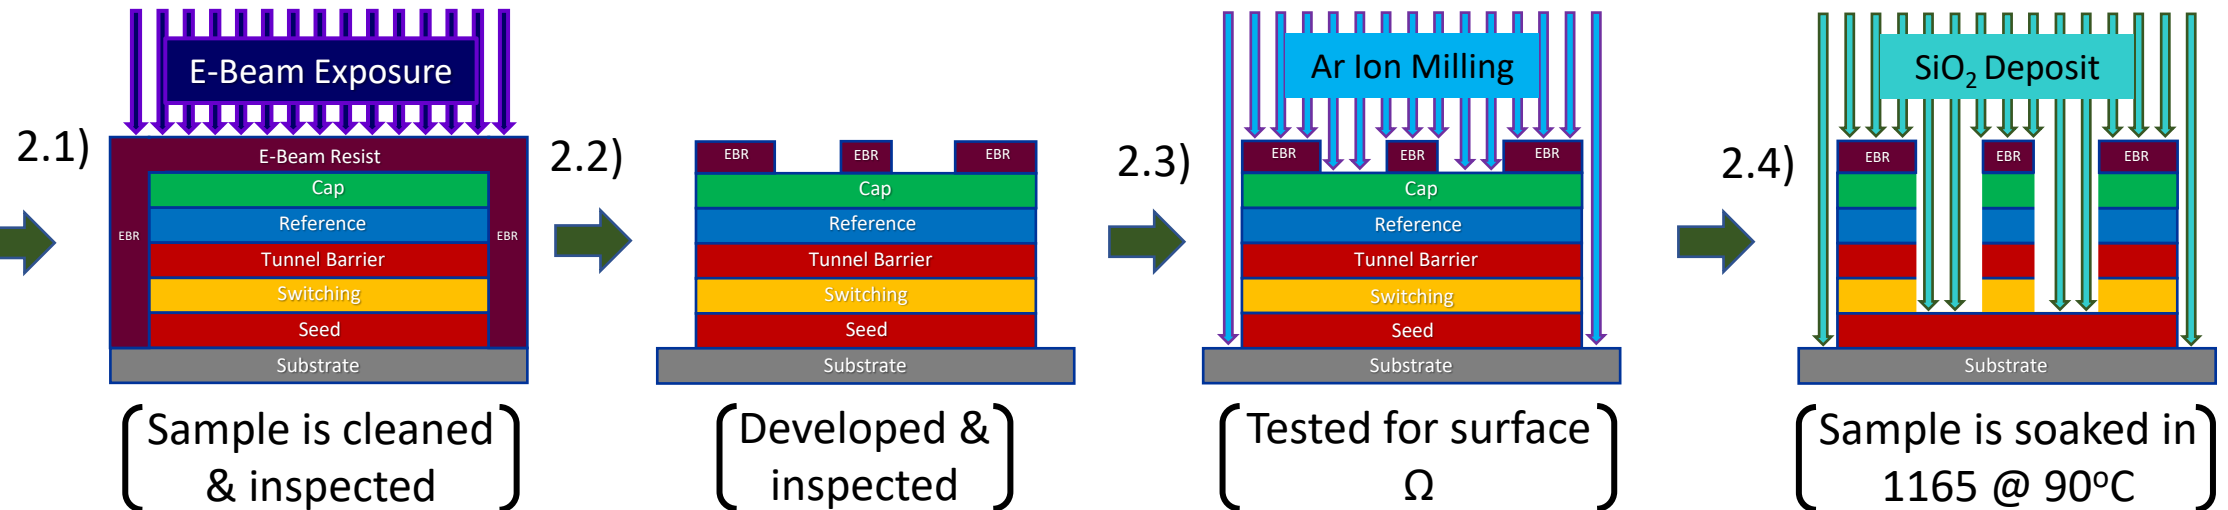 2.1)
E-Beam Exposure
E-Beam Resist
Cap
Reference
EBR
EBR
Tunnel Barrier
Switching
Seed
Substrate
Sample is cleaned
& inspected
2.2)
EBR
EBR
EBR
Cap
Reference
Tunnel Barrier
Switching
Seed
Substrate
Developed &
inspected
2.3)
Ar Ion Milling
EBR
EBR
EBR
Cap
Reference
Tunnel Barrier
Switching
Seed
Substrate
Tested for surface
Ω
2.4)
SiO₂ Deposit
EBR
EBR
EBR
Substrate
Sample is soaked in
1165 @ 90ºC